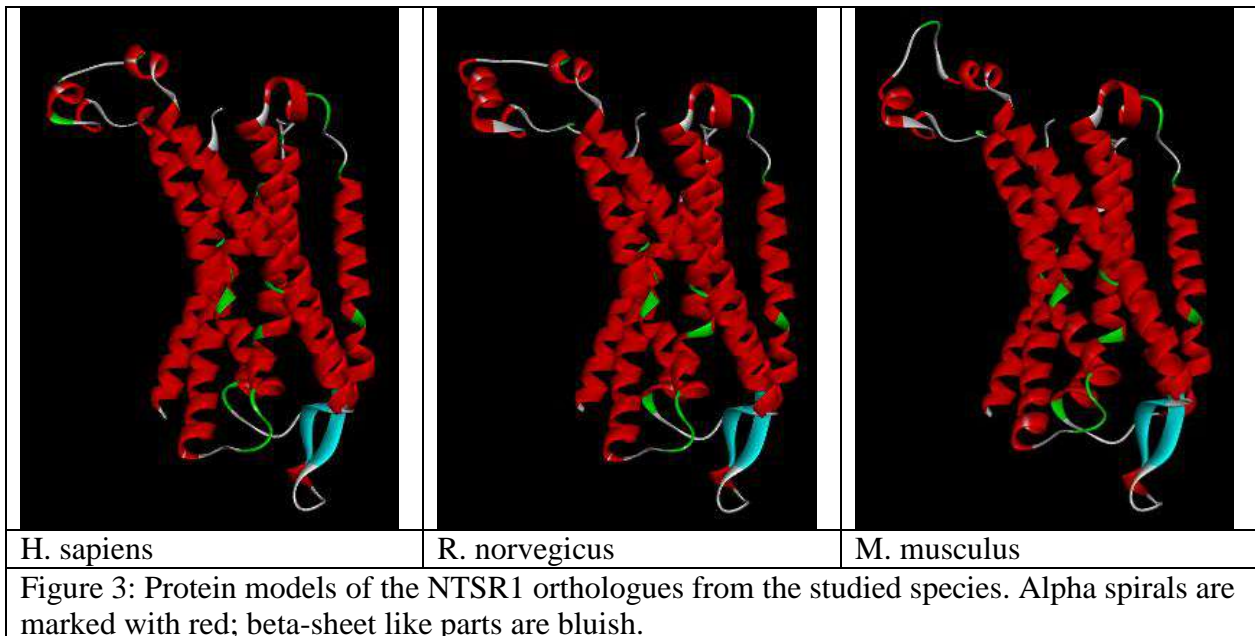 H. sapiens
R. norvegicus
M. musculus
Figure 3: Protein models of the NTSR1 orthologues from the studied species. Alpha spirals are
marked with red; beta-sheet like parts are bluish.